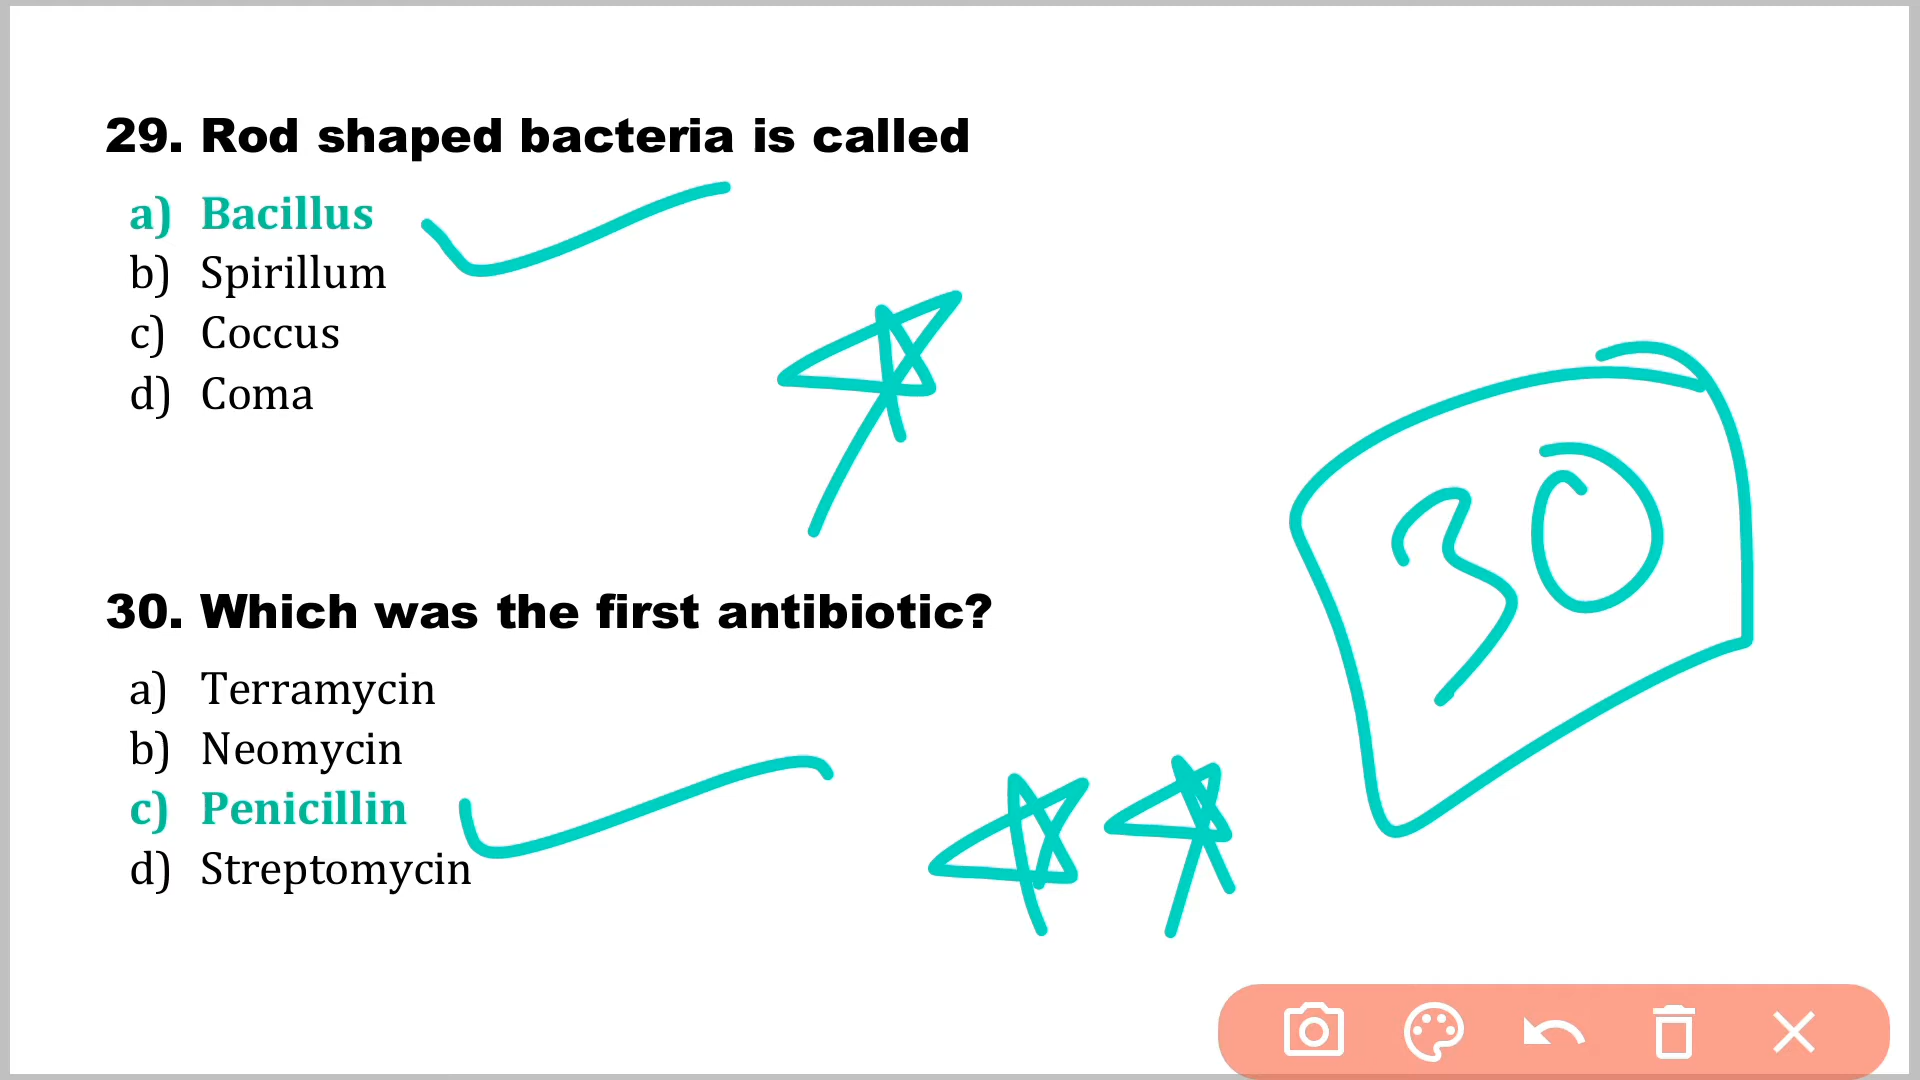 29. Rod shaped bacteria is called
a) Bacillus
b) Spirillum
c) Coccus
d) Coma
30
30. Which was the first antibiotic?
a) Terramycin
b) Neomycin
c) Penicillin
d) Streptomycin